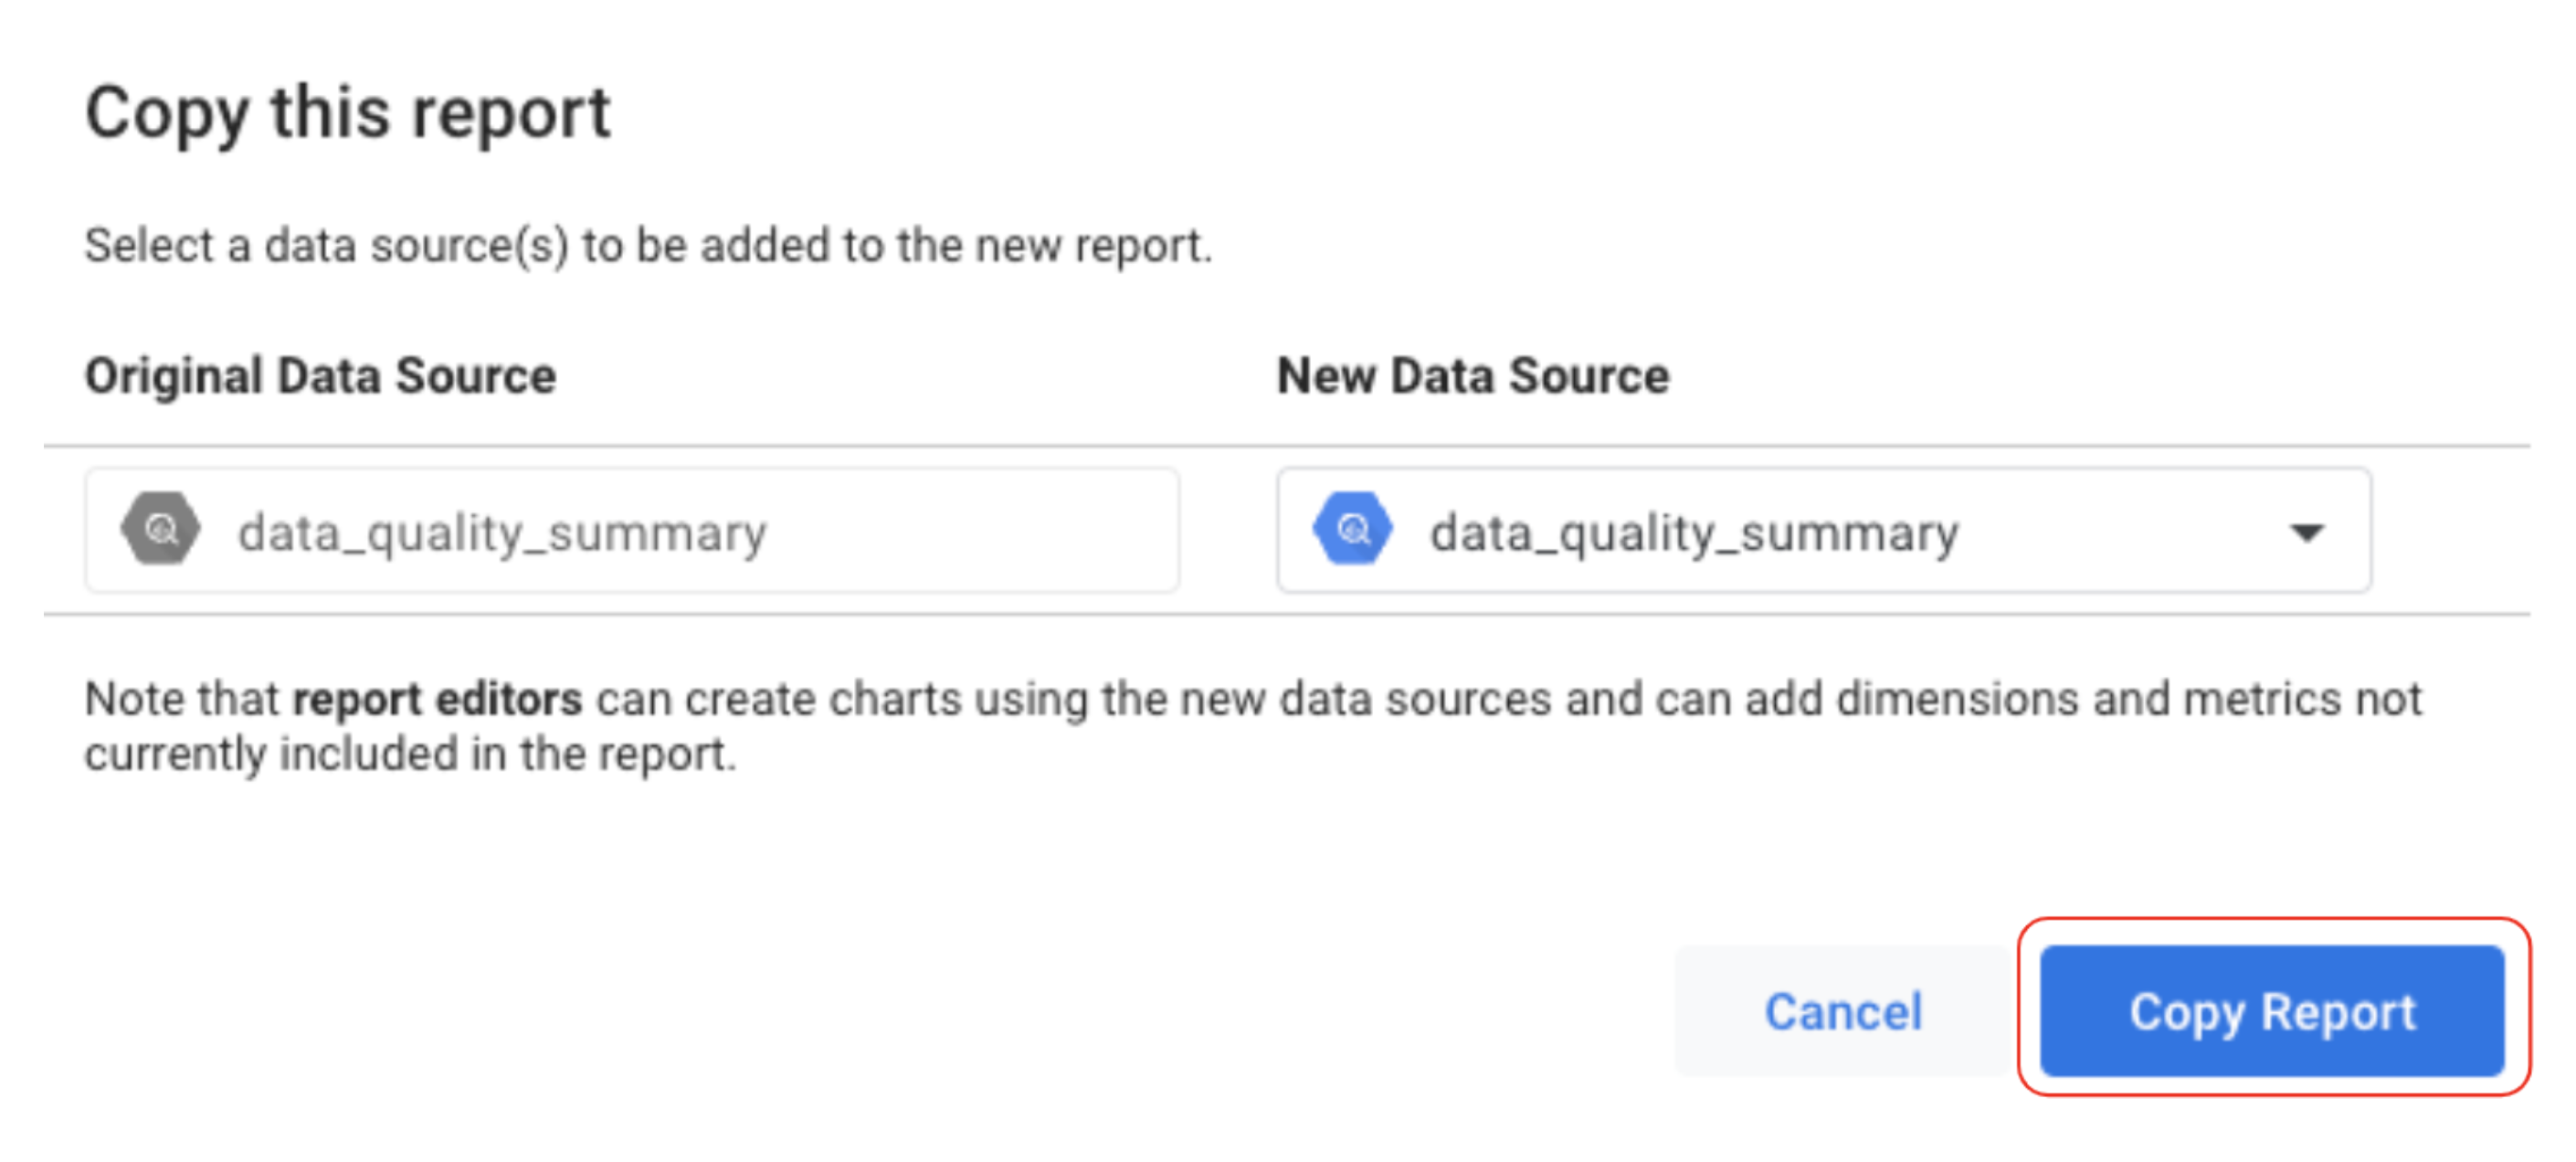 Copy this report
Select a data source(s) to be added to the new report.
Original Data Source
New Data Source
data_quality_summary
data_quality_summary
Note that report editors can create charts using the new data sources and can add dimensions and metrics not
currently included in the report.
Cancel
Copy Report